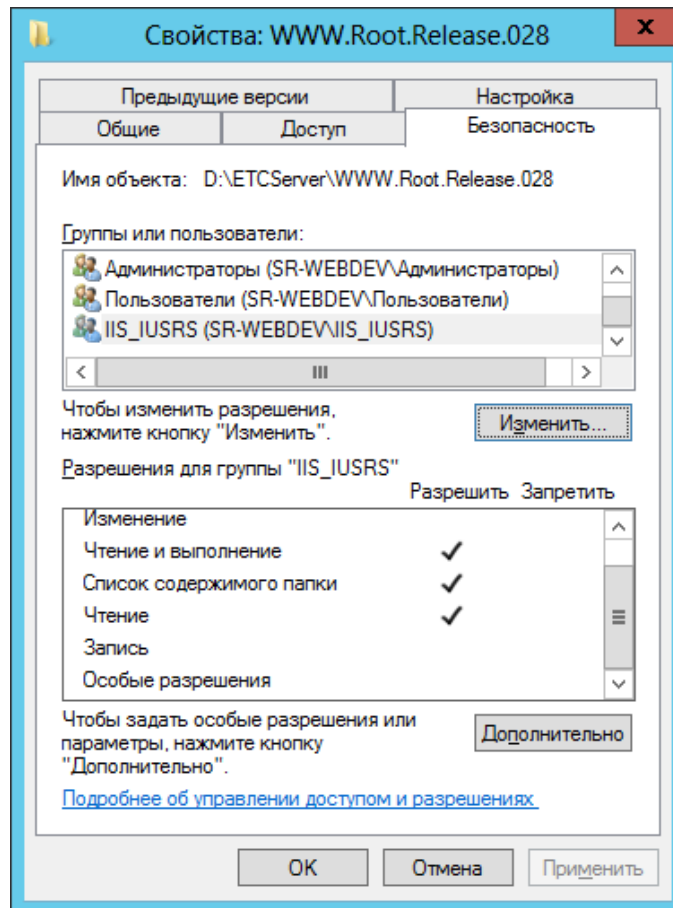 Свойства: WWW.Root.Release.028
x
Предыдущие версии
Настройка
Общие
Доступ
Безопасность
Имя объекта: D:\ETCServer\WWW.Root.Release.028
Группы или пользователи:
Администраторы (SR-WEBDEV\Администраторы)
Пользователи (SR-WEBDEV\Пользователи)
IIS_IUSRS (SR-WEBDEV\IIS_IUSRS)
Чтобы изменить разрешения,
нажмите кнопку "Изменить".
Изменить...
Разрешения для группы "IIS_IUSRS"
Разрешить Запретить
Изменение
Чтение и выполнение
Список содержимого папки
Чтение
Запись
Особые разрешения
Чтобы задать особые разрешения или
параметры, нажмите кнопку
"Дополнительно".
Дополнительно
Подробнее об управлении доступом и разрешениях
OK
Отмена
Применить